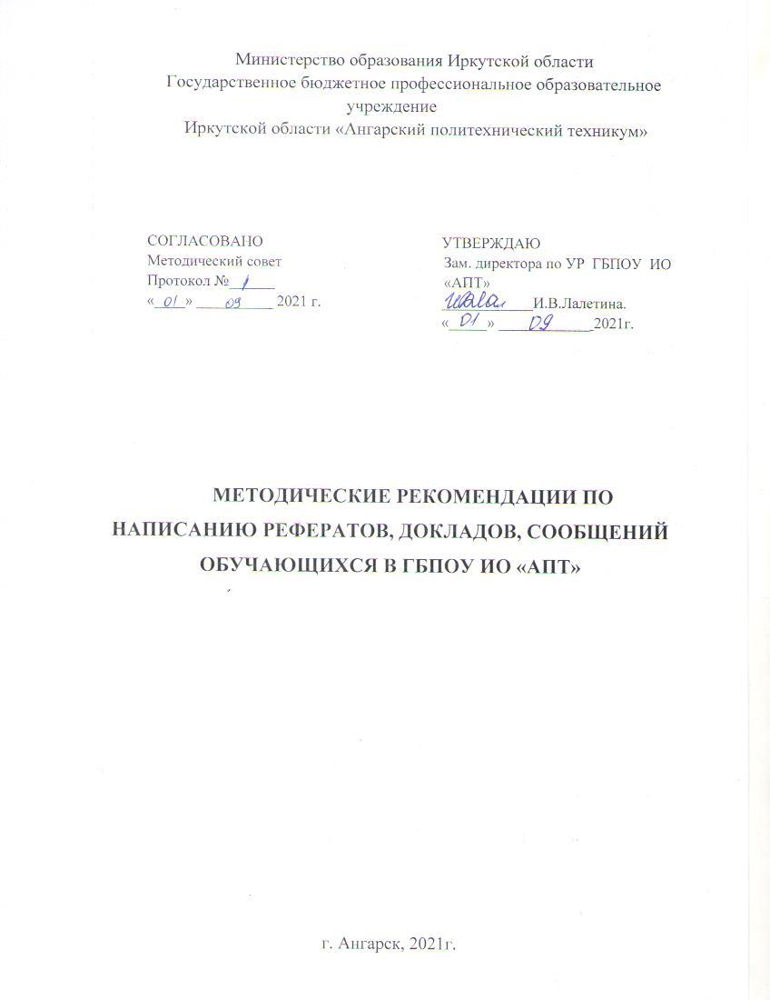 Министерство образования Иркутской области
Государственное бюджетное профессиональное образовательное
учреждение
Иркутской области «Ангарский политехнический техникум»
СОГЛАСОВАНО
Методический совет
Протокол № 1
«01» 09 2021 г.
УТВЕРЖДАЮ
Зам. директора по УР ГБПОУ ИО
«АПТ»
И.В.Лалетина.
«01» 09 2021г.
МЕТОДИЧЕСКИЕ РЕКОМЕНДАЦИИ ПО
НАПИСАНИЮ РЕФЕРАТОВ, ДОКЛАДОВ, СООБЩЕНИЙ
ОБУЧАЮЩИХСЯ В ГБПОУ ИО «АПТ»
г. Ангарск, 2021г.